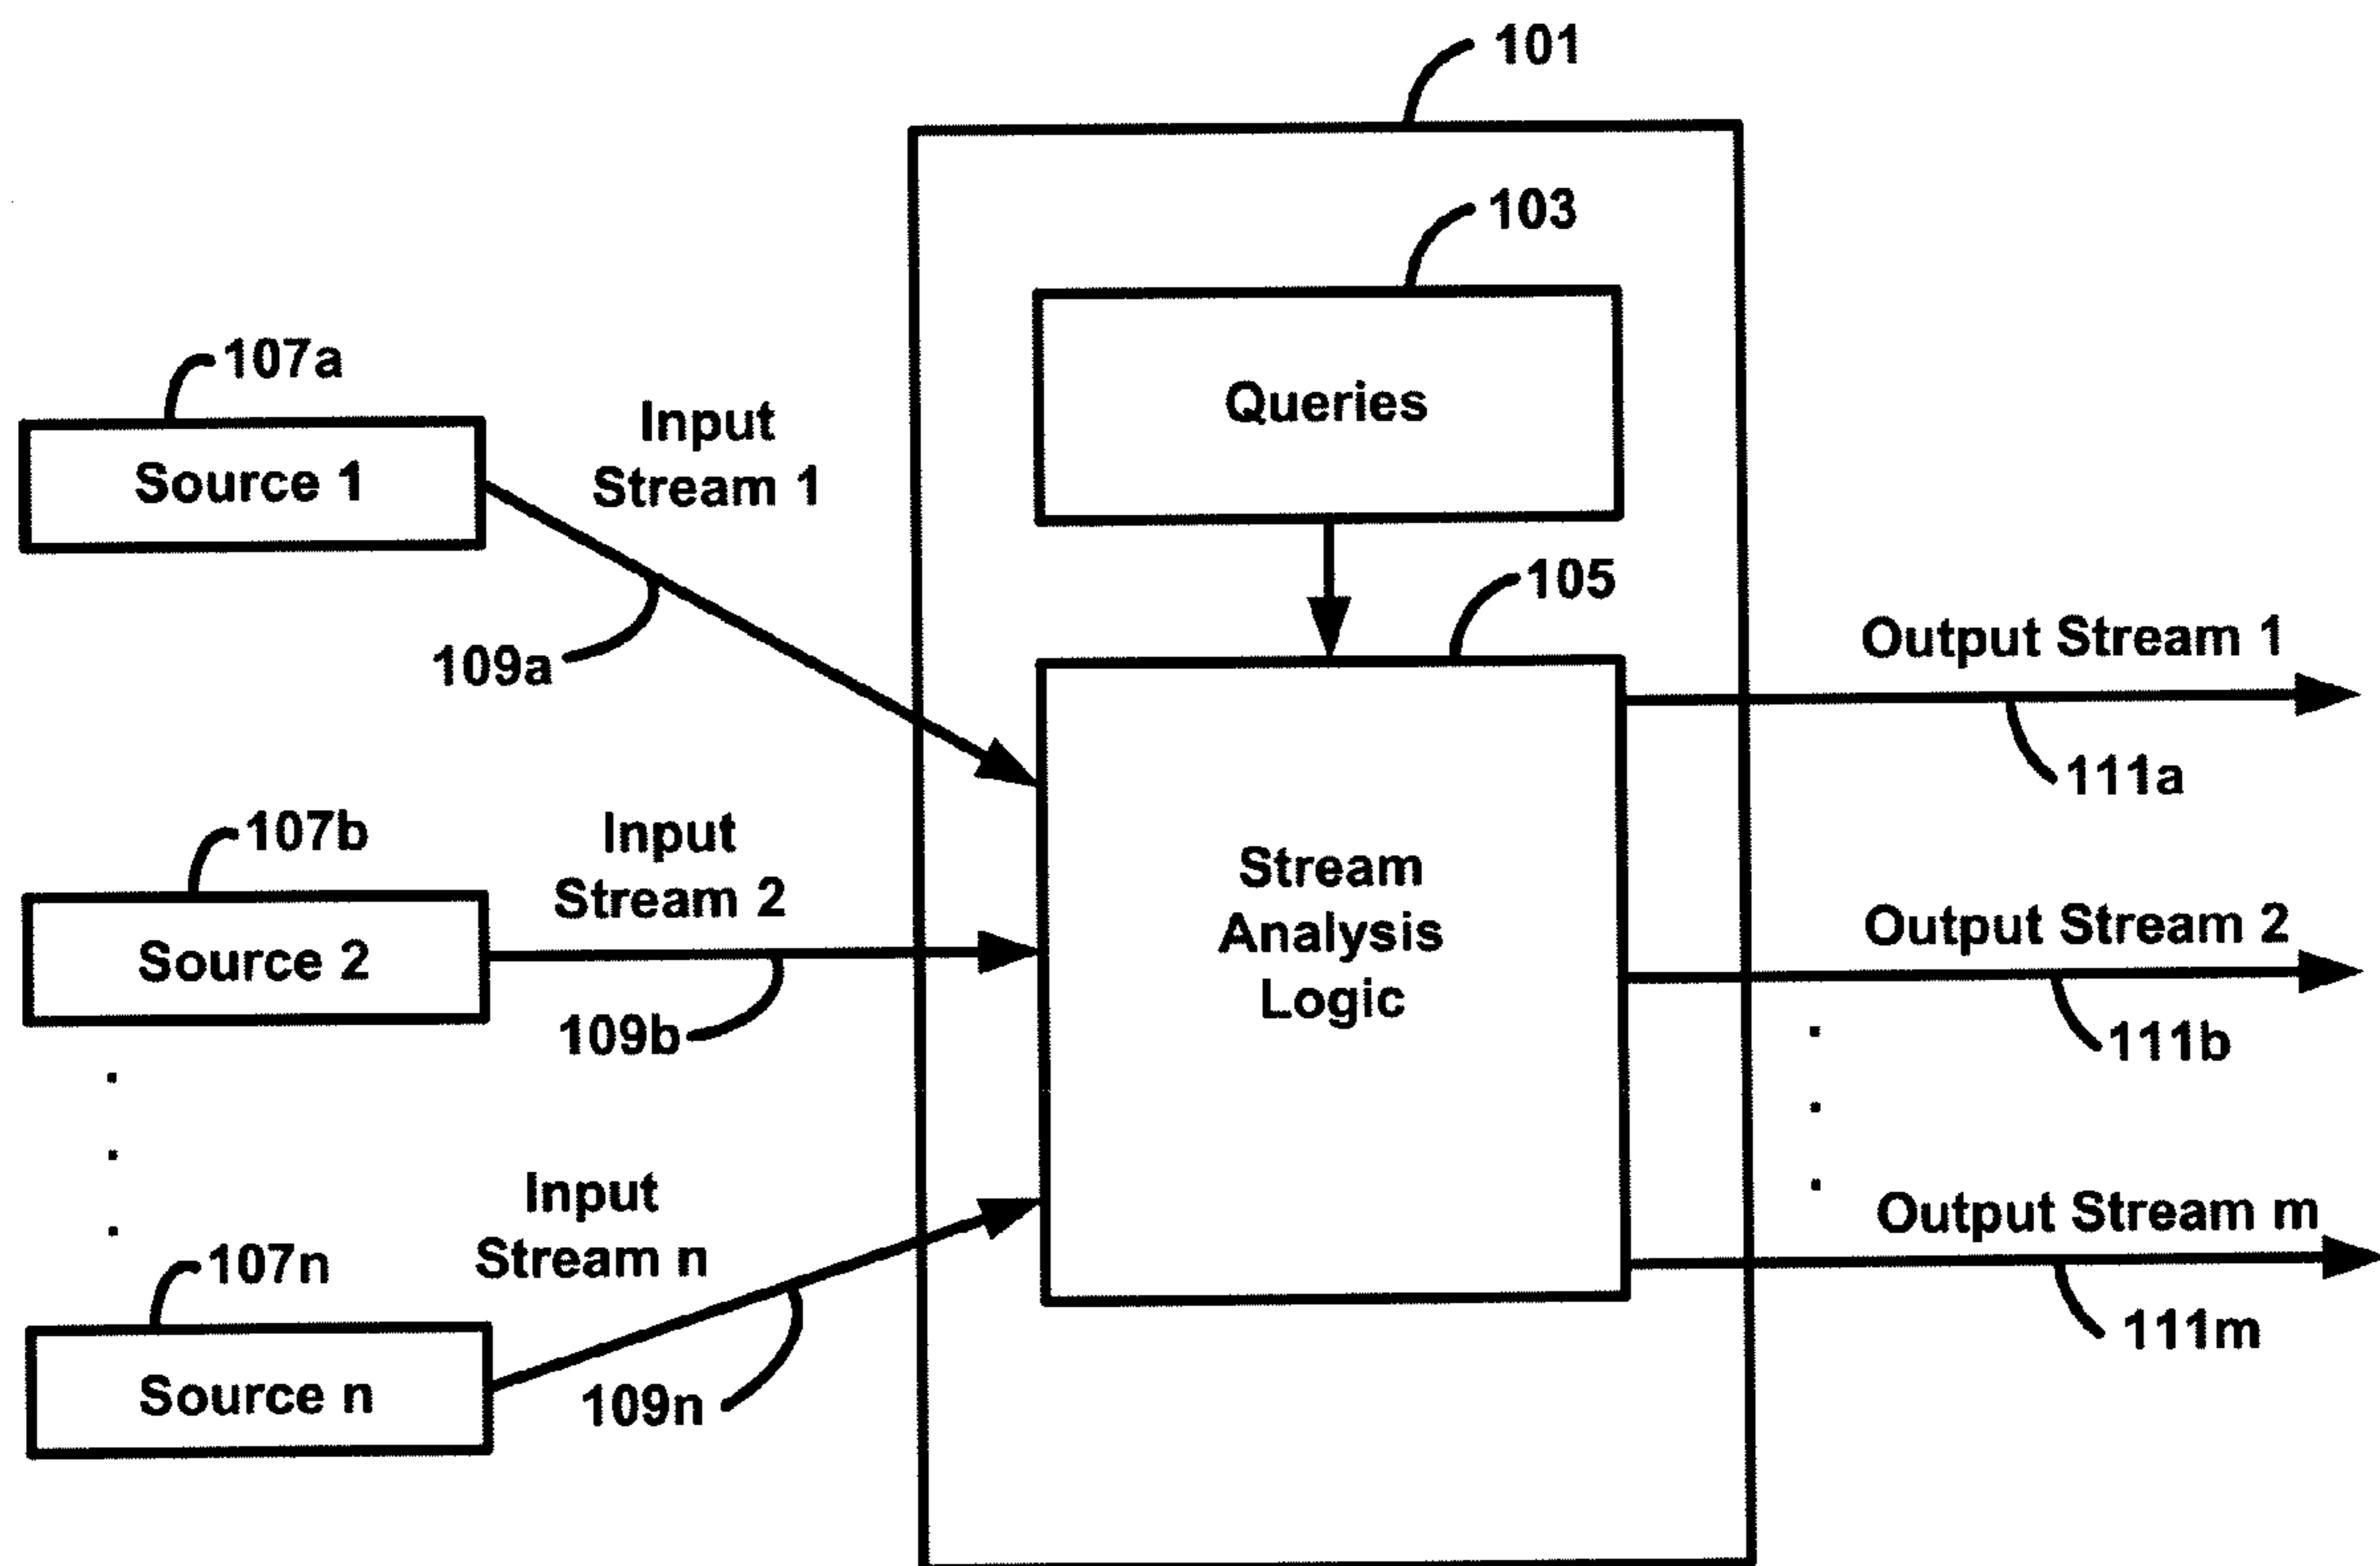 101
103
Queries
107a
Source 1
Input
Stream 1
109a
105
Stream
Analysis
Logic
Output Stream 1
111a
107b
Source 2
Input
Stream 2
109b
Output Stream 2
111b
107n
Source n
Input
Stream n
109n
Output Stream m
111m